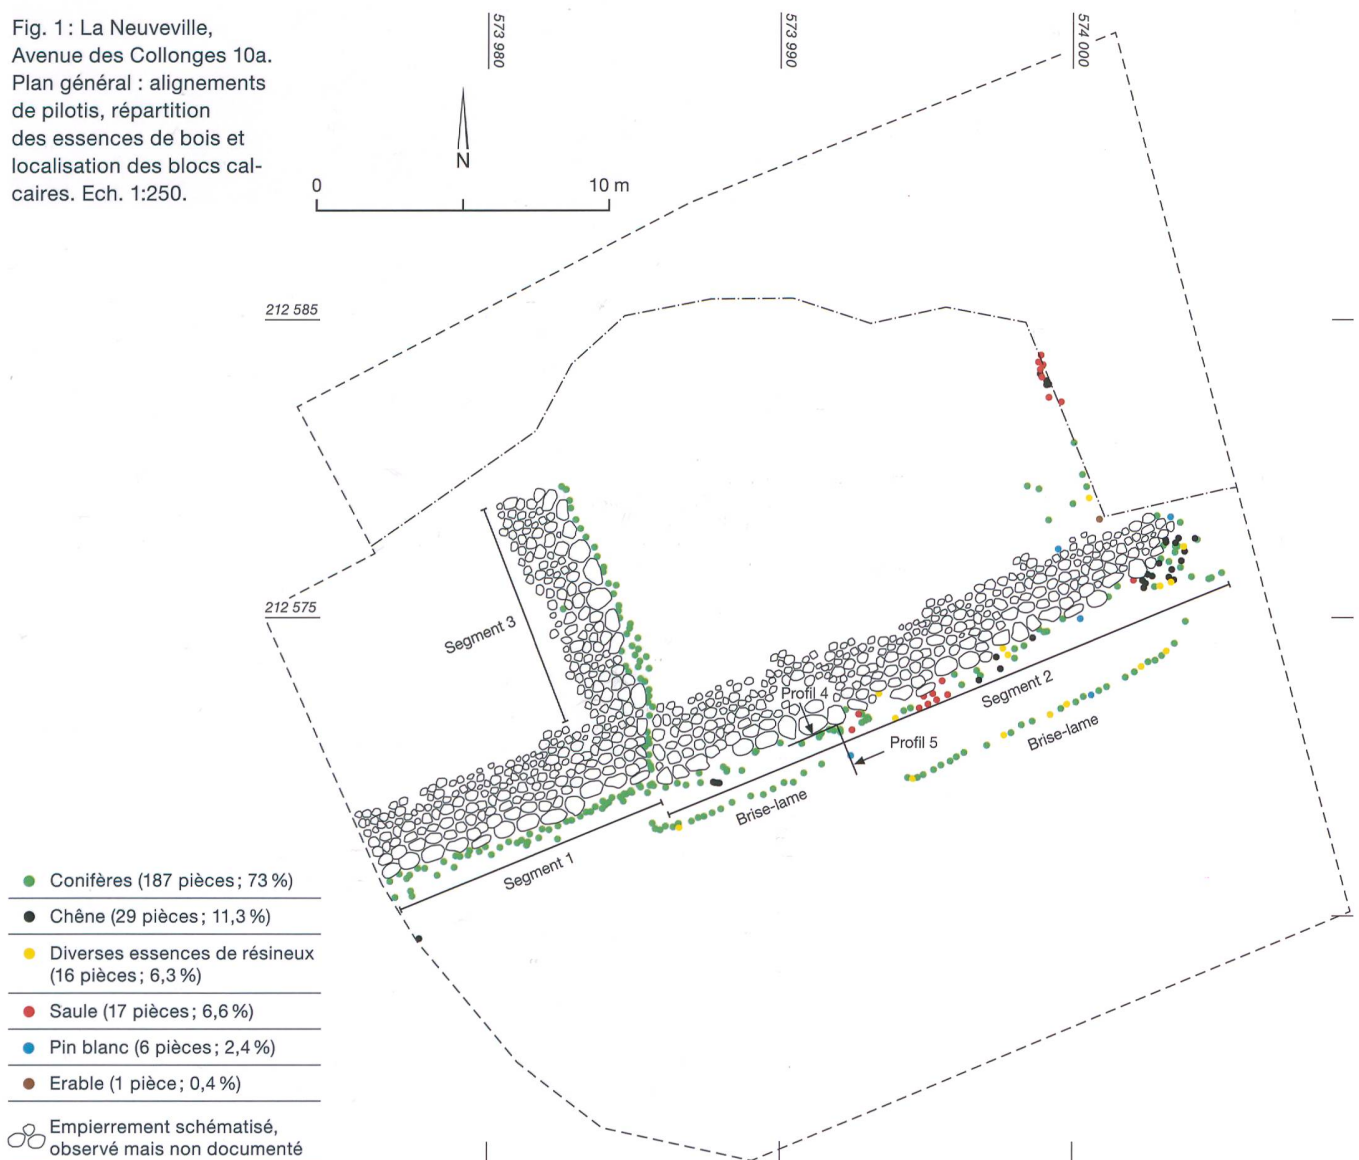 Fig. 1 : La Neuveville,
Avenue des Collonges 10a.
Plan général : alignements
de pilotis, répartition
des essences de bois et
localisation des blocs cal-
caires. Ech. 1:250.
573 980
573 990
574 000
N
0
10 m
212 585
212 575
Segment 3
Profil 4
Segment 2
Profil 5
Brise-lame
Brise-lame
Segment 1
Conifères (187 pièces ; 73 %)
Chêne (29 pièces ; 11,3 %)
Diverses essences de résineux
(16 pièces ; 6,3 %)
Saule (17 pièces ; 6,6 %)
Pin blanc (6 pièces ; 2,4 %)
Erable (1 pièce ; 0,4 %)
Empierrement schématisé,
observé mais non documenté